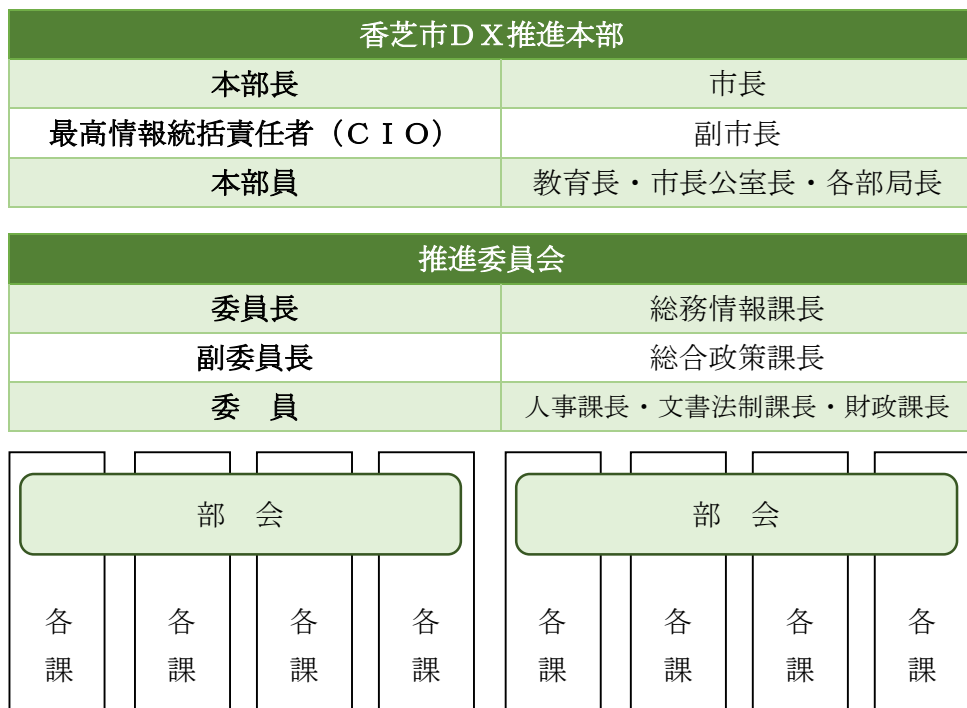 香芝市ＤＸ推進本部
本部長 市長
最高情報統括責任者（ＣＩＯ） 副市長
本部員 教育長・市長公室長・各部局長
推進委員会
委員長 総務情報課長
副委員長 総合政策課長
委　員 人事課長・文書法制課長・財政課長
部　会 部　会
各 各 各 各 各 各 各 各
課 課 課 課 課 課 課 課